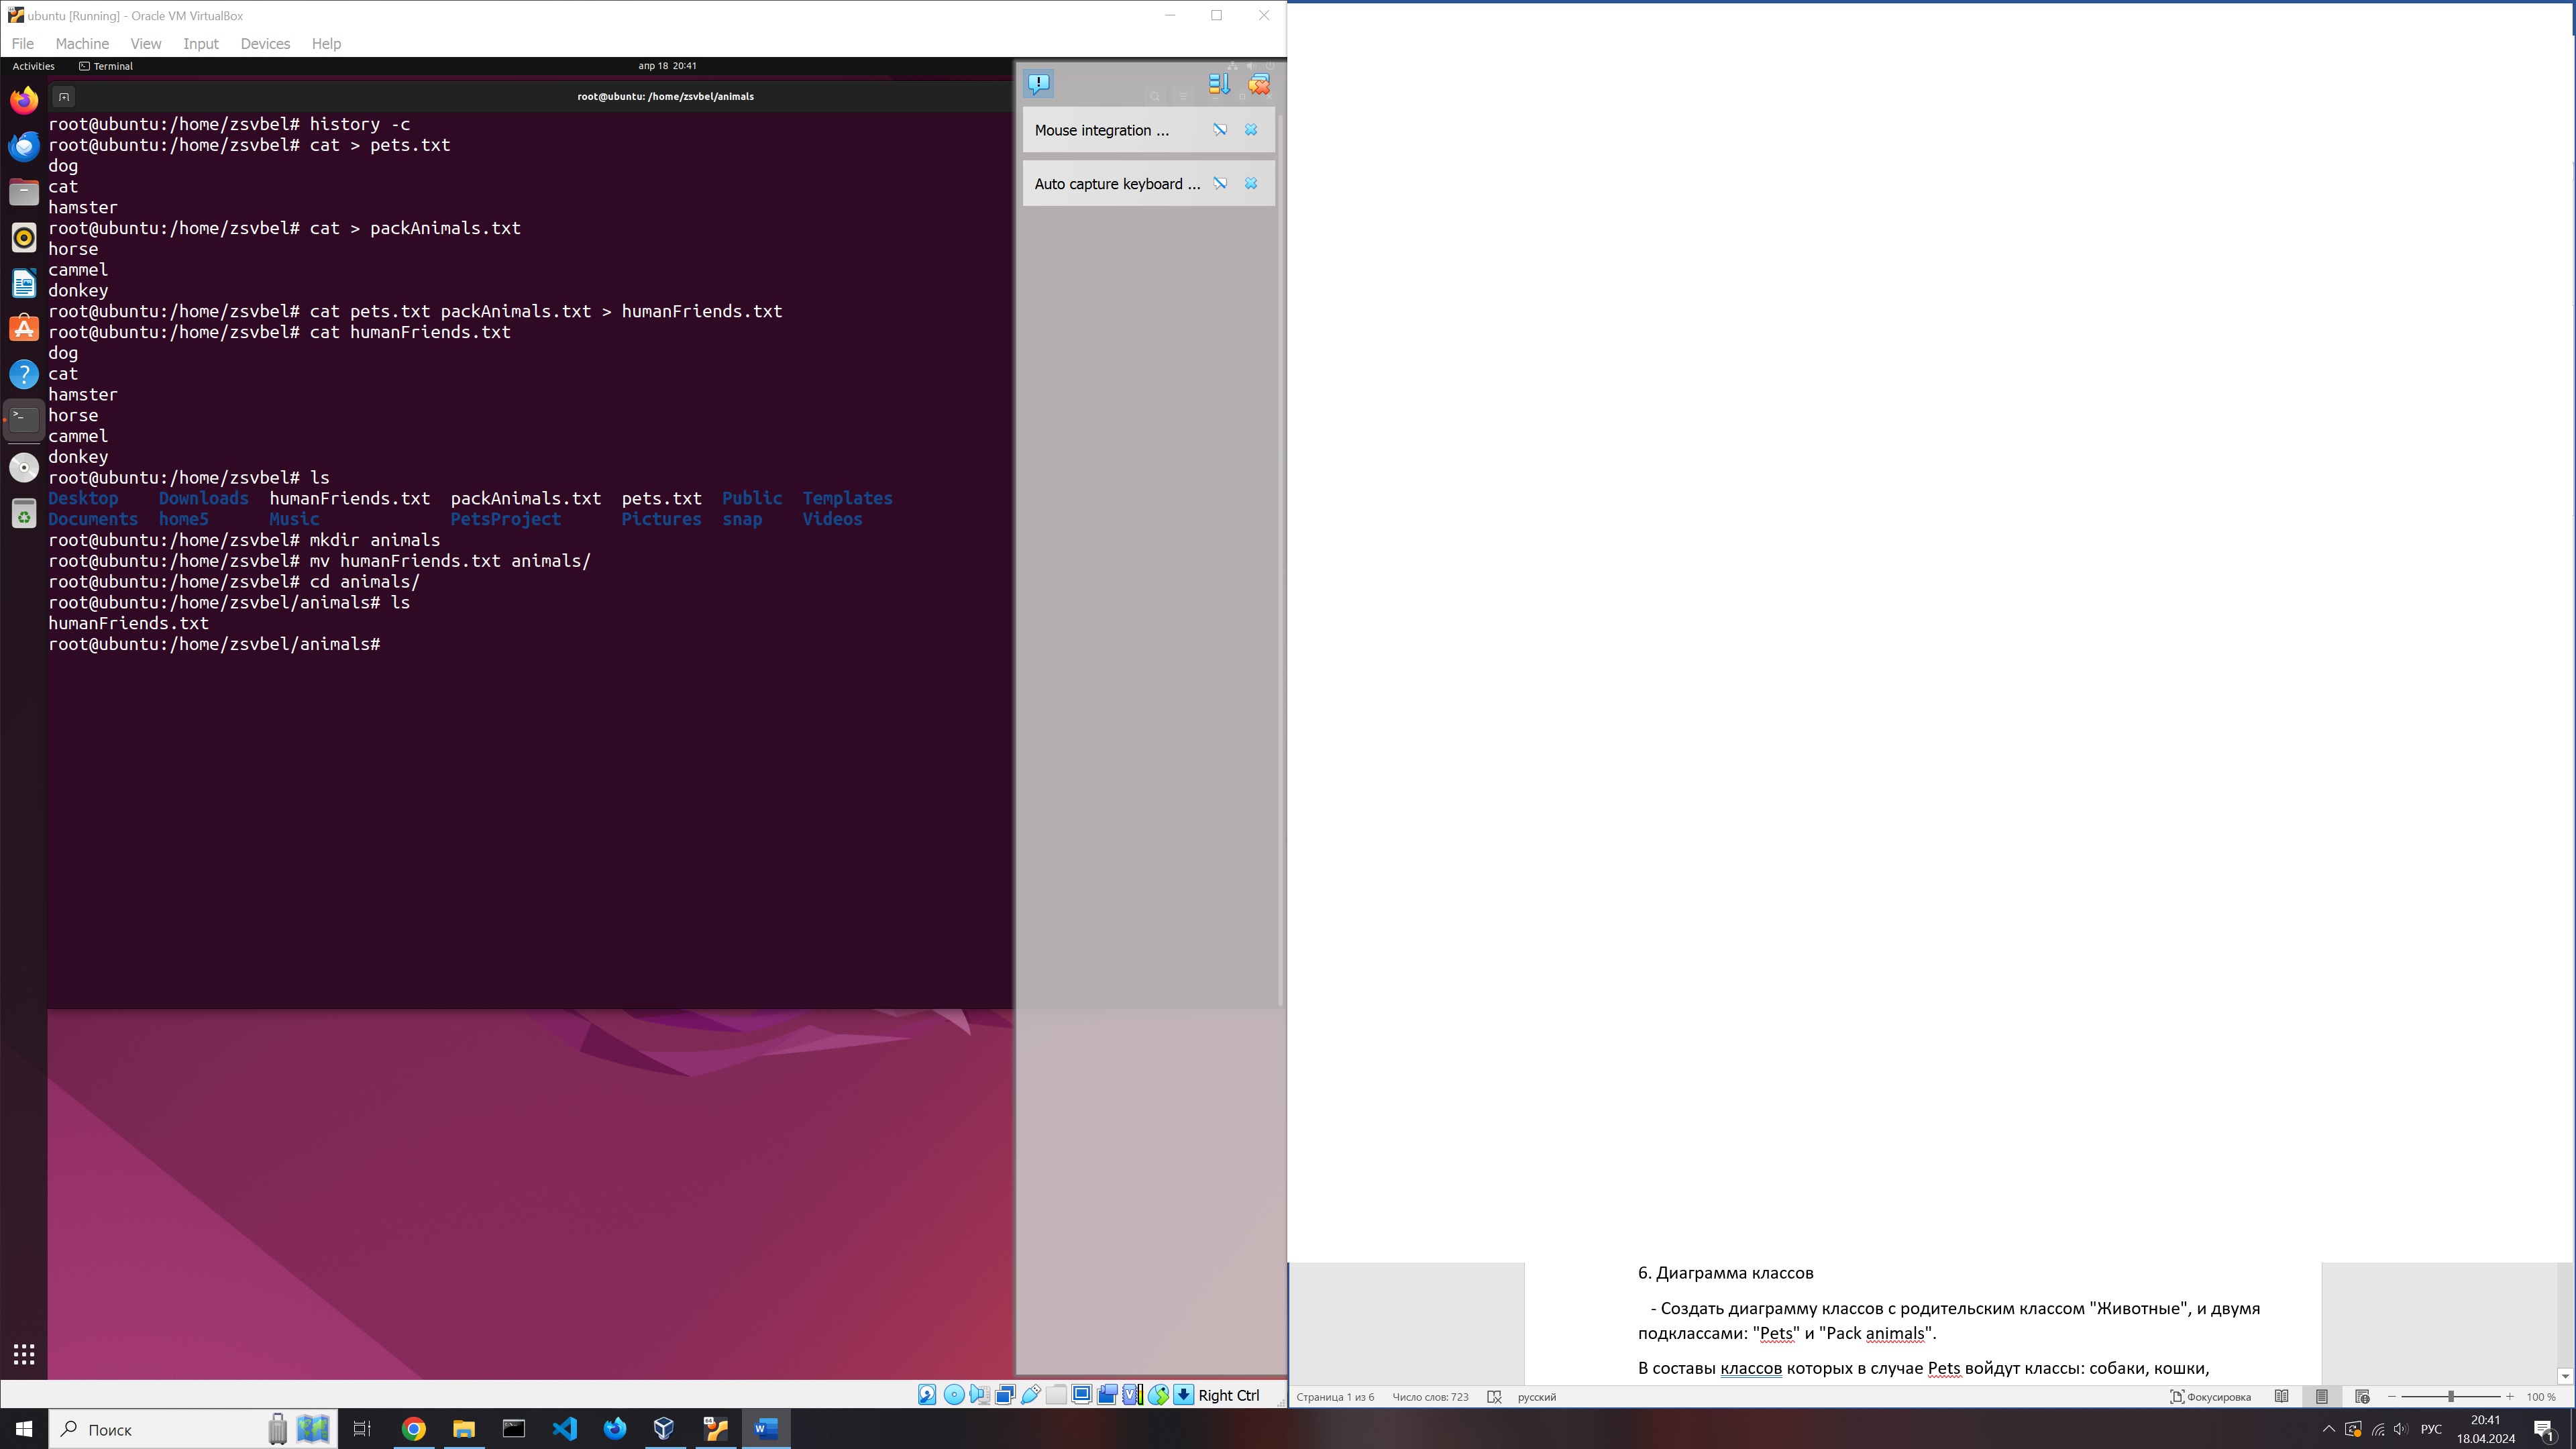 ubuntu [Running] - Oracle VM VirtualBox
File Machine View Input Devices Help
Activities Terminal апр 18 20:41
root@ubuntu: /home/zsvbel/animals
root@ubuntu:/home/zsvbel# history -c
root@ubuntu:/home/zsvbel# cat > pets.txt
dog
cat
hamster
root@ubuntu:/home/zsvbel# cat > packAnimals.txt
horse
cammel
donkey
root@ubuntu:/home/zsvbel# cat pets.txt packAnimals.txt > humanFriends.txt
root@ubuntu:/home/zsvbel# cat humanFriends.txt
dog
cat
hamster
horse
cammel
donkey
root@ubuntu:/home/zsvbel# ls
Desktop Downloads humanFriends.txt packAnimals.txt pets.txt Public Templates
Documents home5 Music PetsProject Pictures snap Videos
root@ubuntu:/home/zsvbel# mkdir animals
root@ubuntu:/home/zsvbel# mv humanFriends.txt animals/
root@ubuntu:/home/zsvbel# cd animals/
root@ubuntu:/home/zsvbel/animals# ls
humanFriends.txt
root@ubuntu:/home/zsvbel/animals#
Mouse integration ...
Auto capture keyboard ...
Right Ctrl
6. Диаграмма классов
- Создать диаграмму классов с родительским классом "Животные", и двумя
подклассами: "Pets" и "Pack animals".
В составы классов которых в случае Pets войдут классы: собаки, кошки,
Страница 1 из 6 Число слов: 723 русский Фокусировка 100 %
Поиск
РУС
20:41
18.04.2024
1